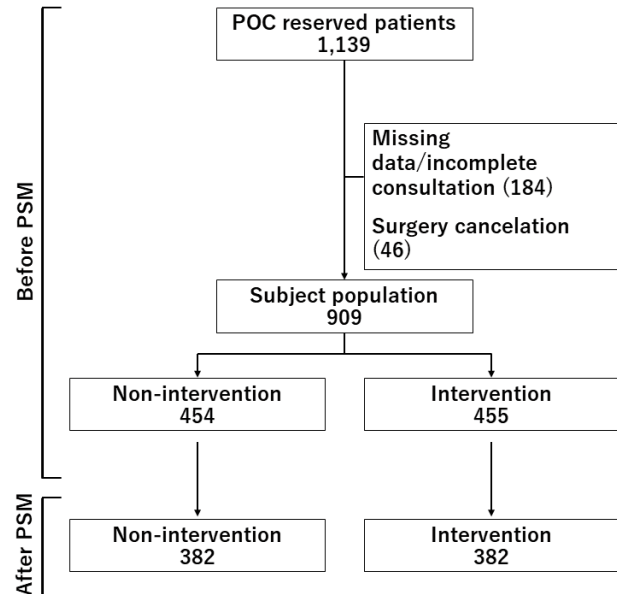 POC reserved patients
1,139
Missing
data/incomplete
consultation (184)
Surgery cancelation
(46)
Before PSM
Subject population
909
Non-intervention
454
Intervention
455
After PSM
Non-intervention
382
Intervention
382